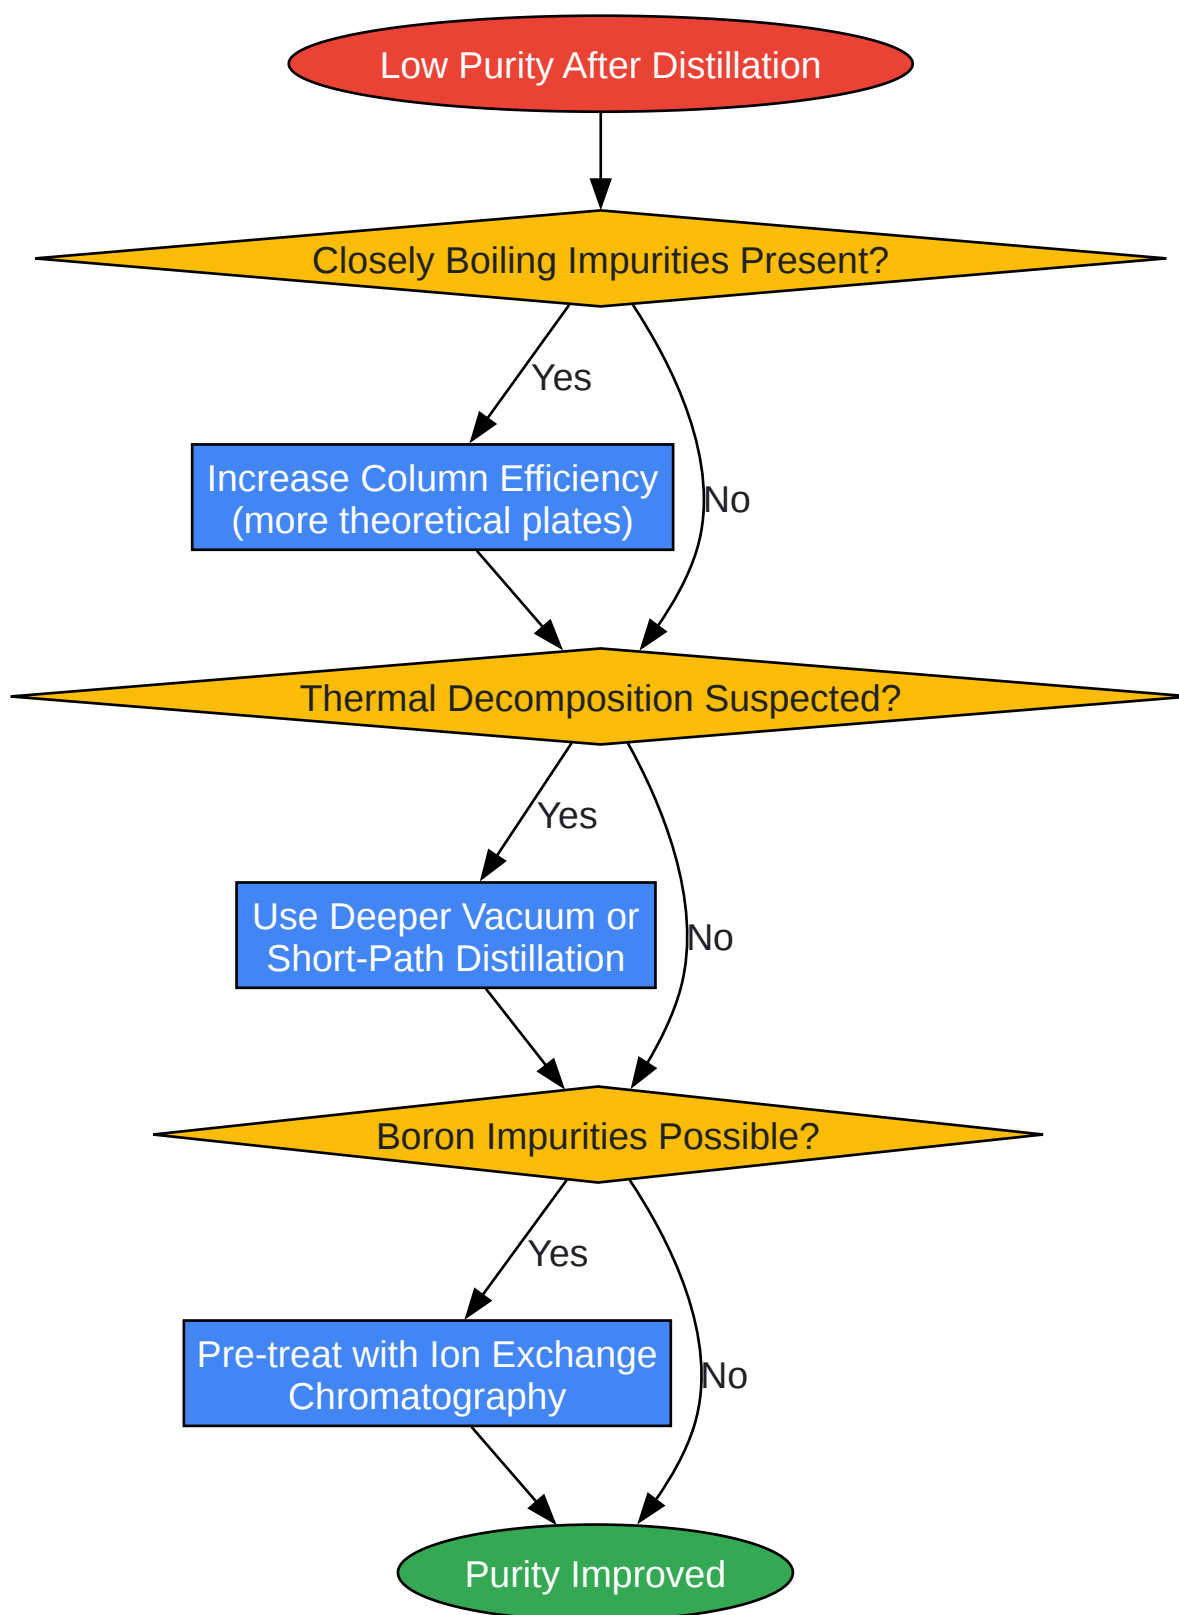 Low Purity After Distillation
Closely Boiling Impurities Present?
Yes
Increase Column Efficiency
(more theoretical plates)
No
Thermal Decomposition Suspected?
Yes
Use Deeper Vacuum or
Short-Path Distillation
No
Boron Impurities Possible?
Yes
Pre-treat with Ion Exchange
Chromatography
No
Purity Improved